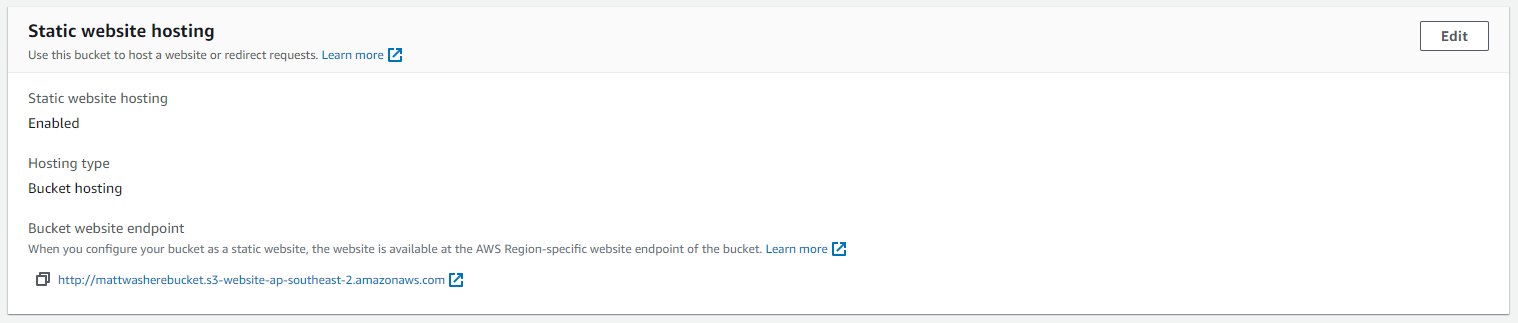 Static website hosting
Edit
Use this bucket to host a website or redirect requests. Learn more
Static website hosting
Enabled
Hosting type
Bucket hosting
Bucket website endpoint
When you configure your bucket as a static website, the website is available at the AWS Region-specific website endpoint of the bucket. Learn more
http://mattwasherebucket.s3-website-ap-southeast-2.amazonaws.com